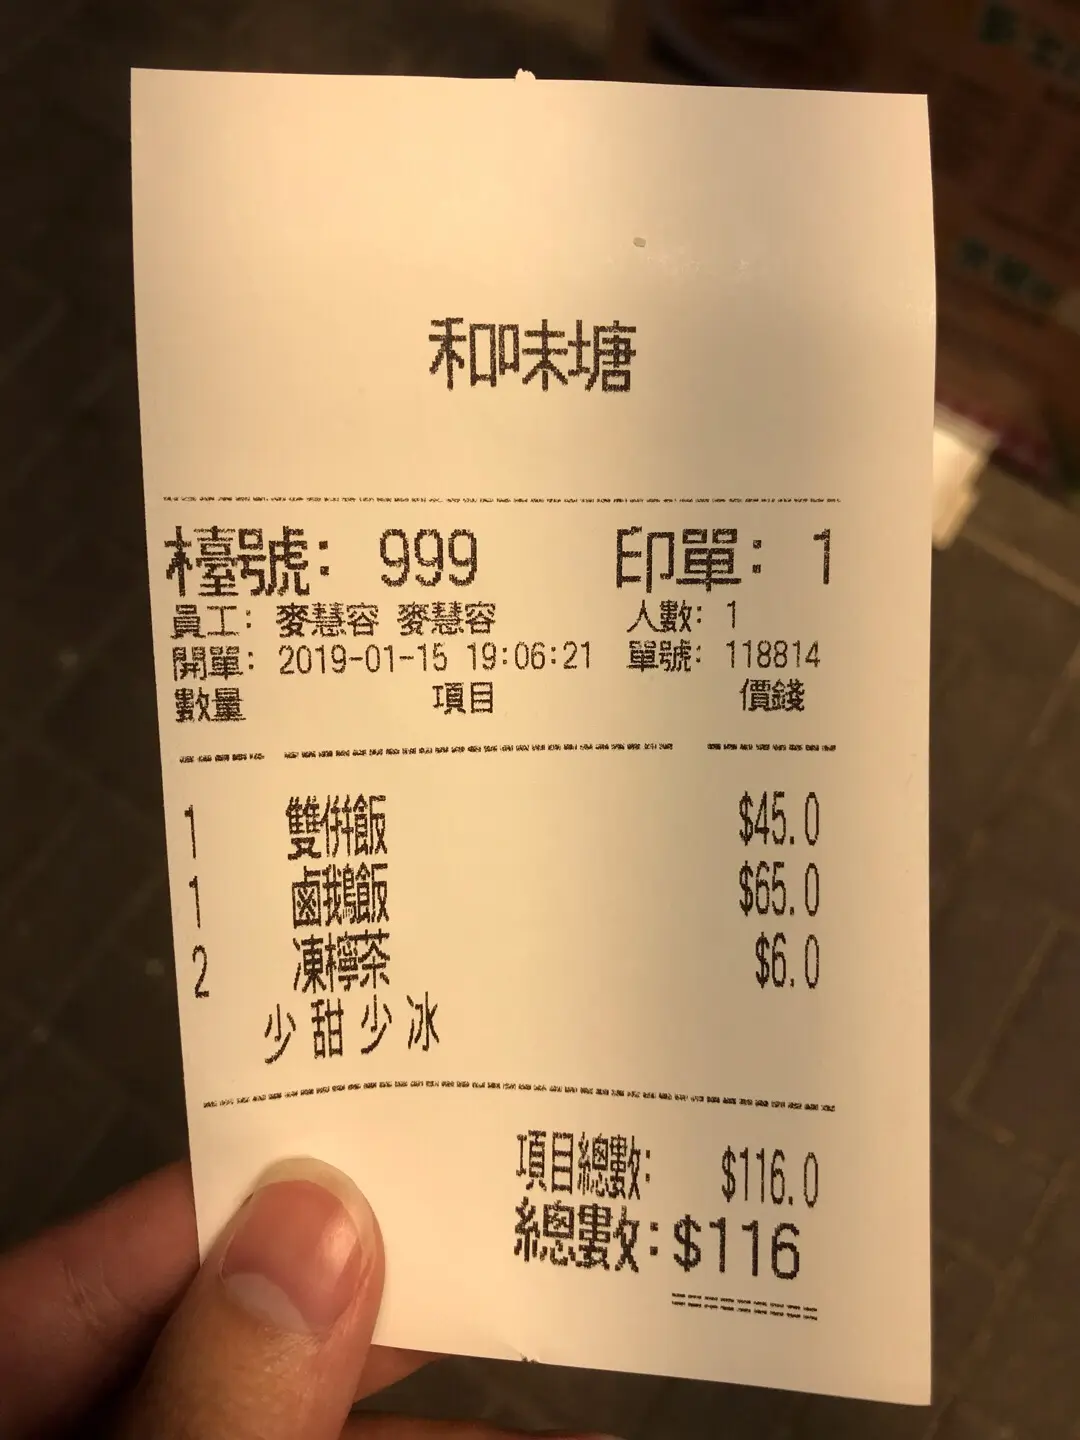 和味塘
檯號: 999 印單: 1
員工: 麥慧容 麥慧容 人數: 1
開單: 2019-01-15 19:06:21 單號: 118814
數量 項目 價錢
1 雙併飯 $45.0
1 鹵鵝飯 $65.0
2 凍檸茶 $6.0
少甜少冰
項目總數: $116.0
總數: $116